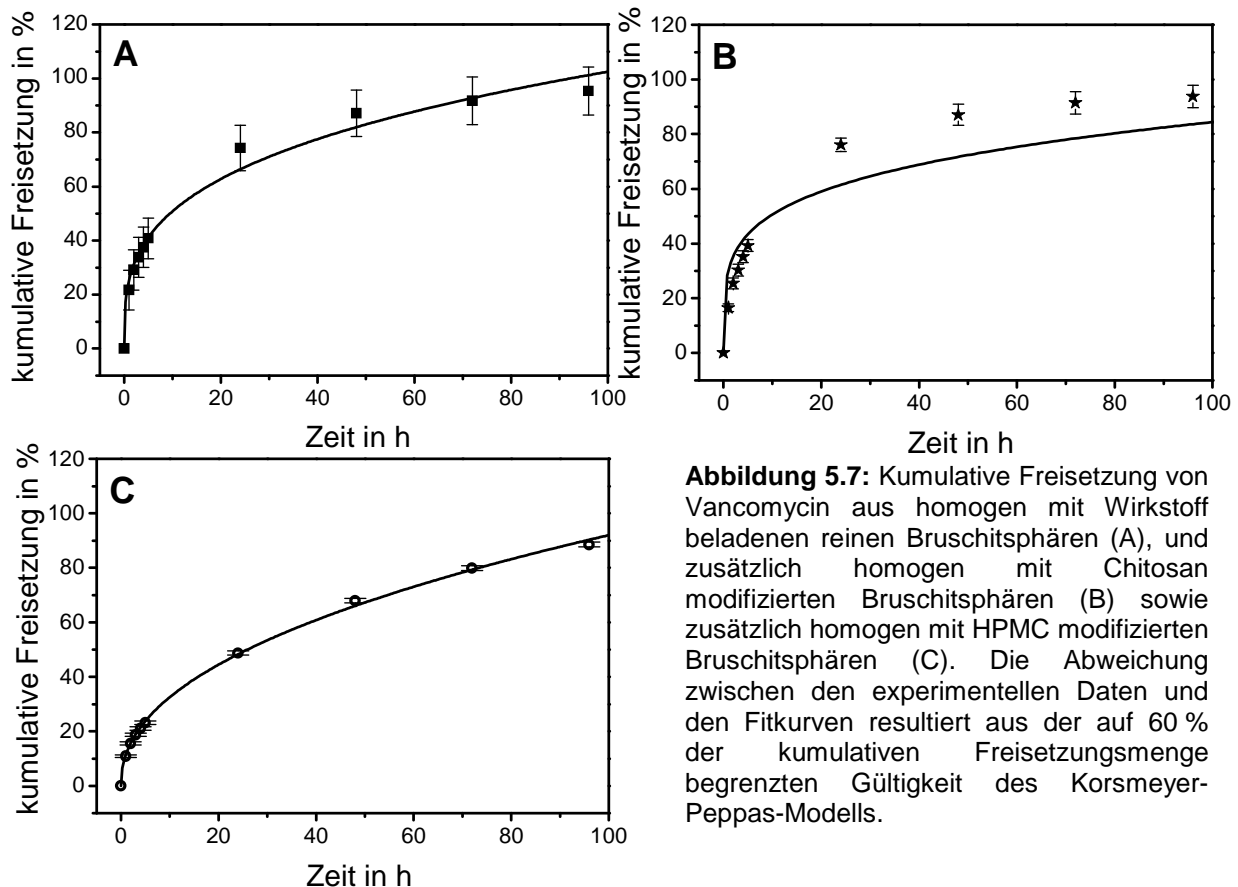 A
kumulative Freisetzung in %
120
100
80
60
40
20
0
0 20 40 60 80 100
Zeit in h
B
kumulative Freisetzung in %
120
100
80
60
40
20
0
0 20 40 60 80 100
Zeit in h
C
kumulative Freisetzung in %
120
100
80
60
40
20
0
0 20 40 60 80 100
Zeit in h
Abbildung 5.7: Kumulative Freisetzung von
Vancomycin aus homogen mit Wirkstoff
beladenen reinen Bruschitsphären (A), und
zusätzlich homogen mit Chitosan
modifizierten Bruschitsphären (B) sowie
zusätzlich homogen mit HPMC modifizierten
Bruschitsphären (C). Die Abweichung
zwischen den experimentellen Daten und
den Fitkurven resultiert aus der auf 60 %
der kumulativen Freisetzungsmenge
begrenzten Gültigkeit des Korsmeyer-
Peppas-Modells.